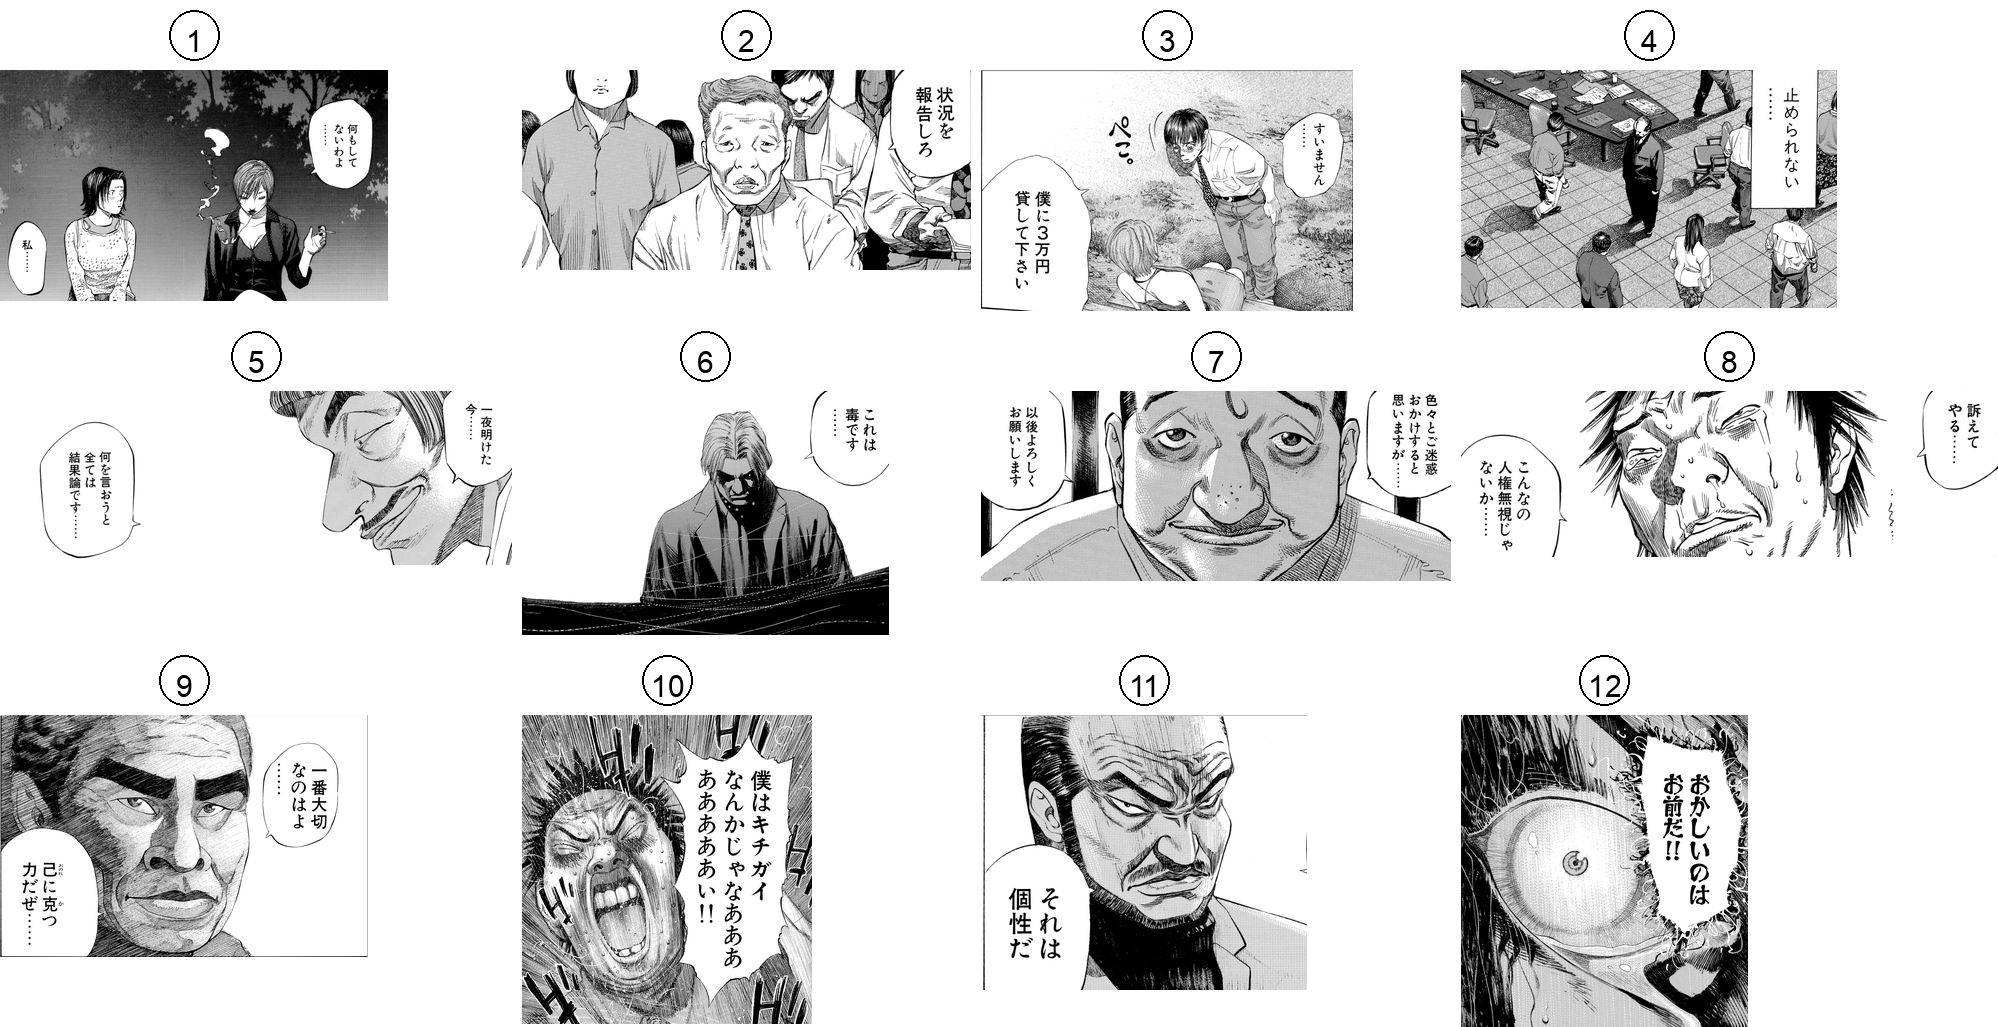 1
何もして
ないわよ
……
私……
2
状況を
報告しろ
3
すいません
……
ぺこ。
僕に3万円
貸して下さい
4
止められない
……
5
一夜明けた
今……
何を言おうと
全ては
結果論です……
6
これは
毒です
……
7
色々とご迷惑
おかけすると
思いますが……
以後よろしく
お願いします
8
訴えて
やる……
こんなの
人権無視じゃ
ないか……
9
一番大切
なのはよ
……
己に克つ
おのれ
か
力だぜ……
10
僕はキチガイ
なんかじゃなあああ
ああああああい!!
11
それは
個性だ
12
おかしいのは
お前だ!!